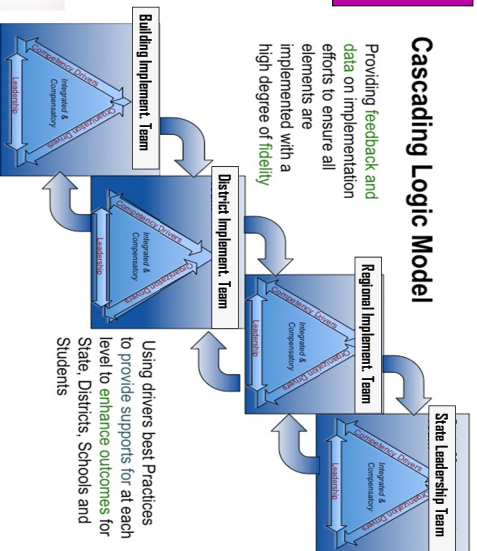 Cascading Logic Model
Providing feedback and
data on implementation
efforts to ensure all
elements are
implemented with a
high degree of fidelity
State Leadership Team
Competency Drivers
Organization Drivers
Integrated &
Compensatory
Leadership
Regional Implement. Team
Competency Drivers
Organization Drivers
Integrated &
Compensatory
Leadership
District Implement. Team
Competency Drivers
Organization Drivers
Integrated &
Compensatory
Leadership
Building Implement. Team
Competency Drivers
Organization Drivers
Integrated &
Compensatory
Leadership
Using drivers best Practices
to provide supports for at each
level to enhance outcomes for
State, Districts, Schools and
Students